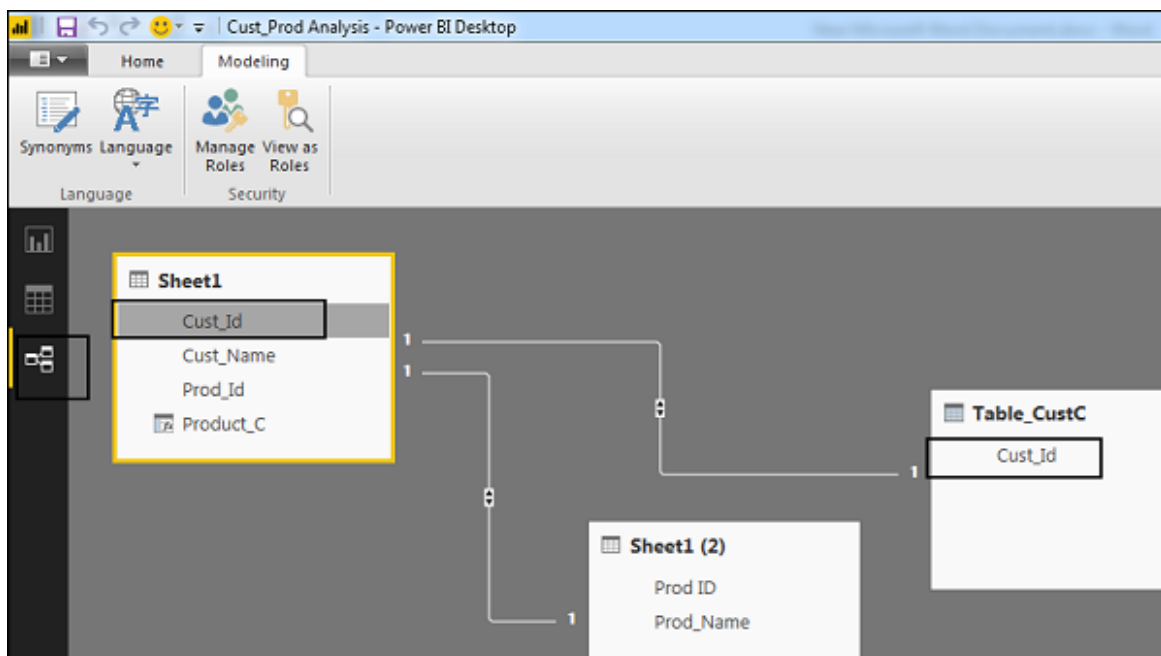 Cust_Prod Analysis - Power BI Desktop
Home Modeling
Synonyms Language Manage Roles View as Roles
Language Security
Sheet1
Cust_Id
Cust_Name
Prod_Id
Product_C
1
1
Table_CustC
Cust_Id
1
Sheet1 (2)
Prod ID
Prod_Name
1